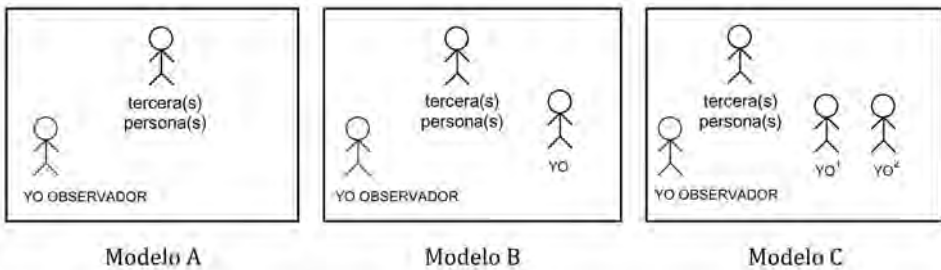 tercera(s)
persona(s)
YO OBSERVADOR
Modelo A
tercera(s)
persona(s)
YO
YO OBSERVADOR
Modelo B
tercera(s)
persona(s)
YO¹ YO²
YO OBSERVADOR
Modelo C